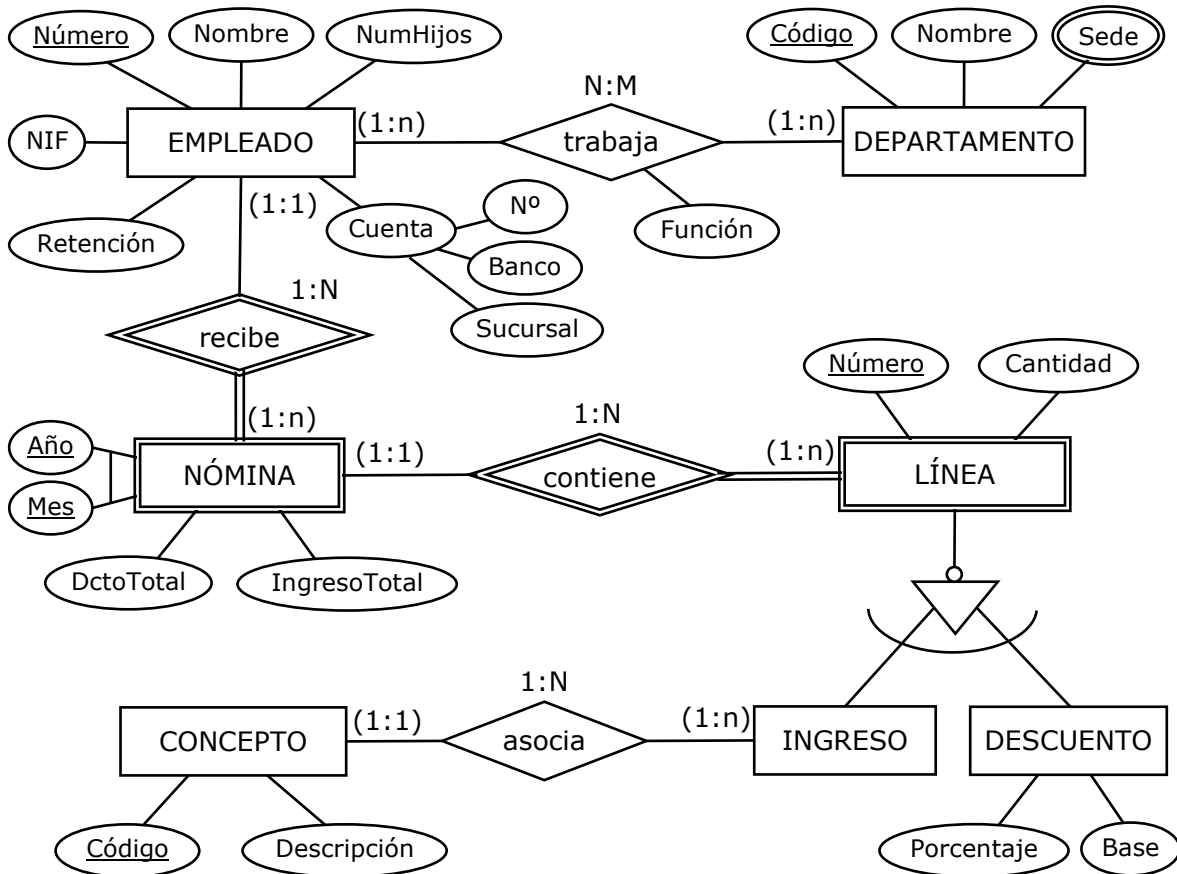 Número
Nombre
NumHijos
Código
Nombre
Sede
N:M
NIF
EMPLEADO
(1:n)
trabaja
(1:n)
DEPARTAMENTO
(1:1)
Retención
Cuenta
Nº
Banco
Sucursal
Función
1:N
recibe
Número
Cantidad
(1:n)
1:N
Año
Mes
NÓMINA
(1:1)
contiene
(1:n)
LÍNEA
DctoTotal
IngresoTotal
1:N
CONCEPTO
(1:1)
asocia
(1:n)
INGRESO
DESCUENTO
Código
Descripción
Porcentaje
Base